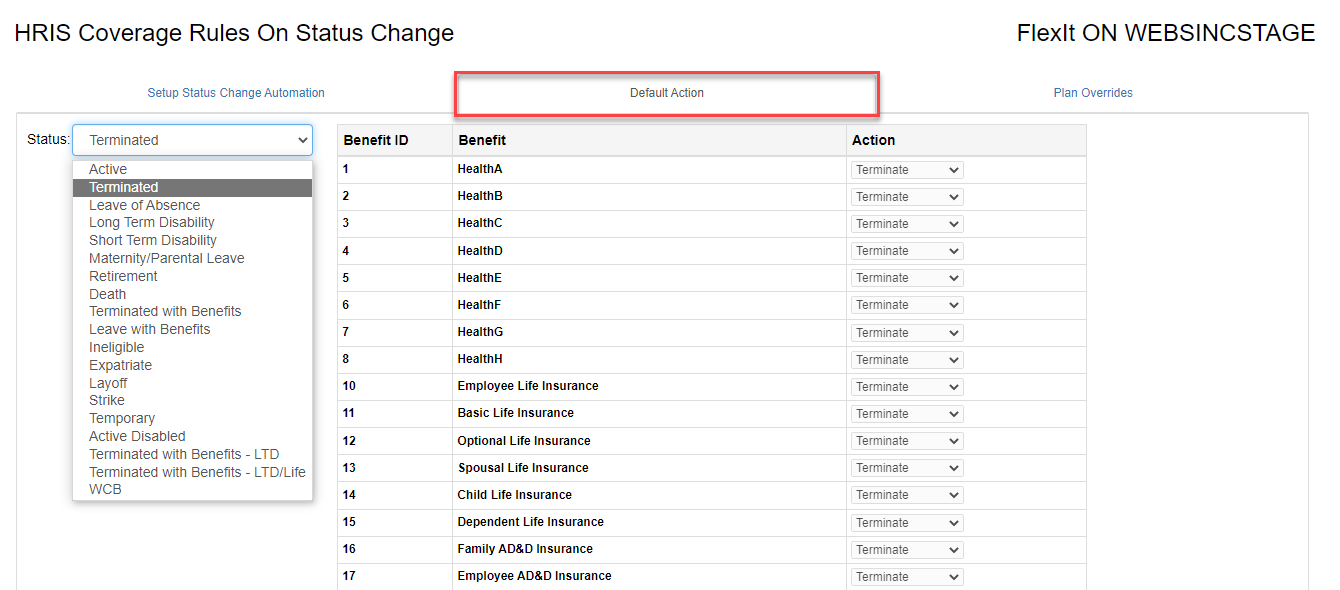 HRIS Coverage Rules On Status Change
FlexIt ON WEBSINCSTAGE
Setup Status Change Automation
Default Action
Plan Overrides
Status:
Terminated
Active
Terminated
Leave of Absence
Long Term Disability
Short Term Disability
Maternity/Parental Leave
Retirement
Death
Terminated with Benefits
Leave with Benefits
Ineligible
Expatriate
Layoff
Strike
Temporary
Active Disabled
Terminated with Benefits - LTD
Terminated with Benefits - LTD/Life
WCB
Benefit ID Benefit Action
1 HealthA Terminate
2 HealthB Terminate
3 HealthC Terminate
4 HealthD Terminate
5 HealthE Terminate
6 HealthF Terminate
7 HealthG Terminate
8 HealthH Terminate
10 Employee Life Insurance Terminate
11 Basic Life Insurance Terminate
12 Optional Life Insurance Terminate
13 Spousal Life Insurance Terminate
14 Child Life Insurance Terminate
15 Dependent Life Insurance Terminate
16 Family AD&D Insurance Terminate
17 Employee AD&D Insurance Terminate